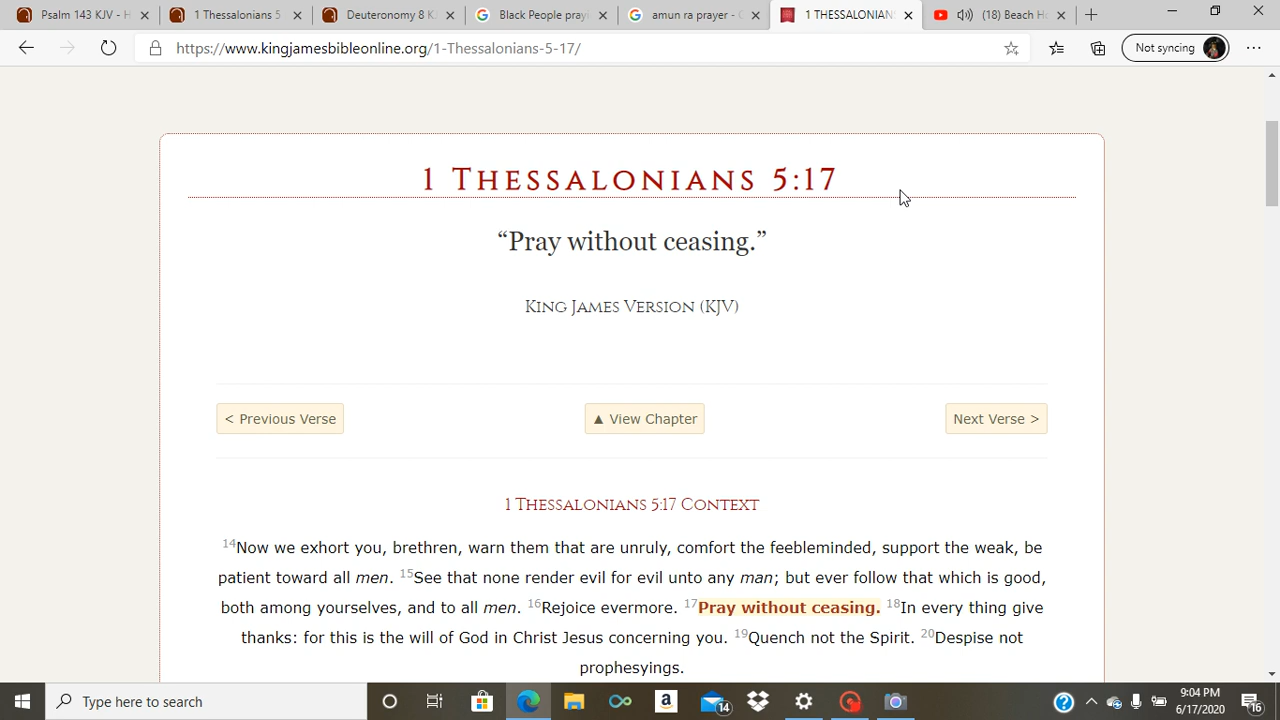 Psalm 143 KJV - H
1 Thessalonians 5
Deuteronomy 8 KJ
Black People pray
amun ra prayer - G
1 THESSALONIANS
(18) Beach Ho
https://www.kingjamesbibleonline.org/1-Thessalonians-5-17/
Not syncing
1 THESSALONIANS 5:17
“Pray without ceasing.”
KING JAMES VERSION (KJV)
< Previous Verse
▲ View Chapter
Next Verse >
1 THESSALONIANS 5:17 CONTEXT
14Now we exhort you, brethren, warn them that are unruly, comfort the feebleminded, support the weak, be
patient toward all men. 15See that none render evil for evil unto any man; but ever follow that which is good,
both among yourselves, and to all men. 16Rejoice evermore. 17Pray without ceasing. 18In every thing give
thanks: for this is the will of God in Christ Jesus concerning you. 19Quench not the Spirit. 20Despise not
prophesyings.
Type here to search
14
9:04 PM
6/17/2020
16